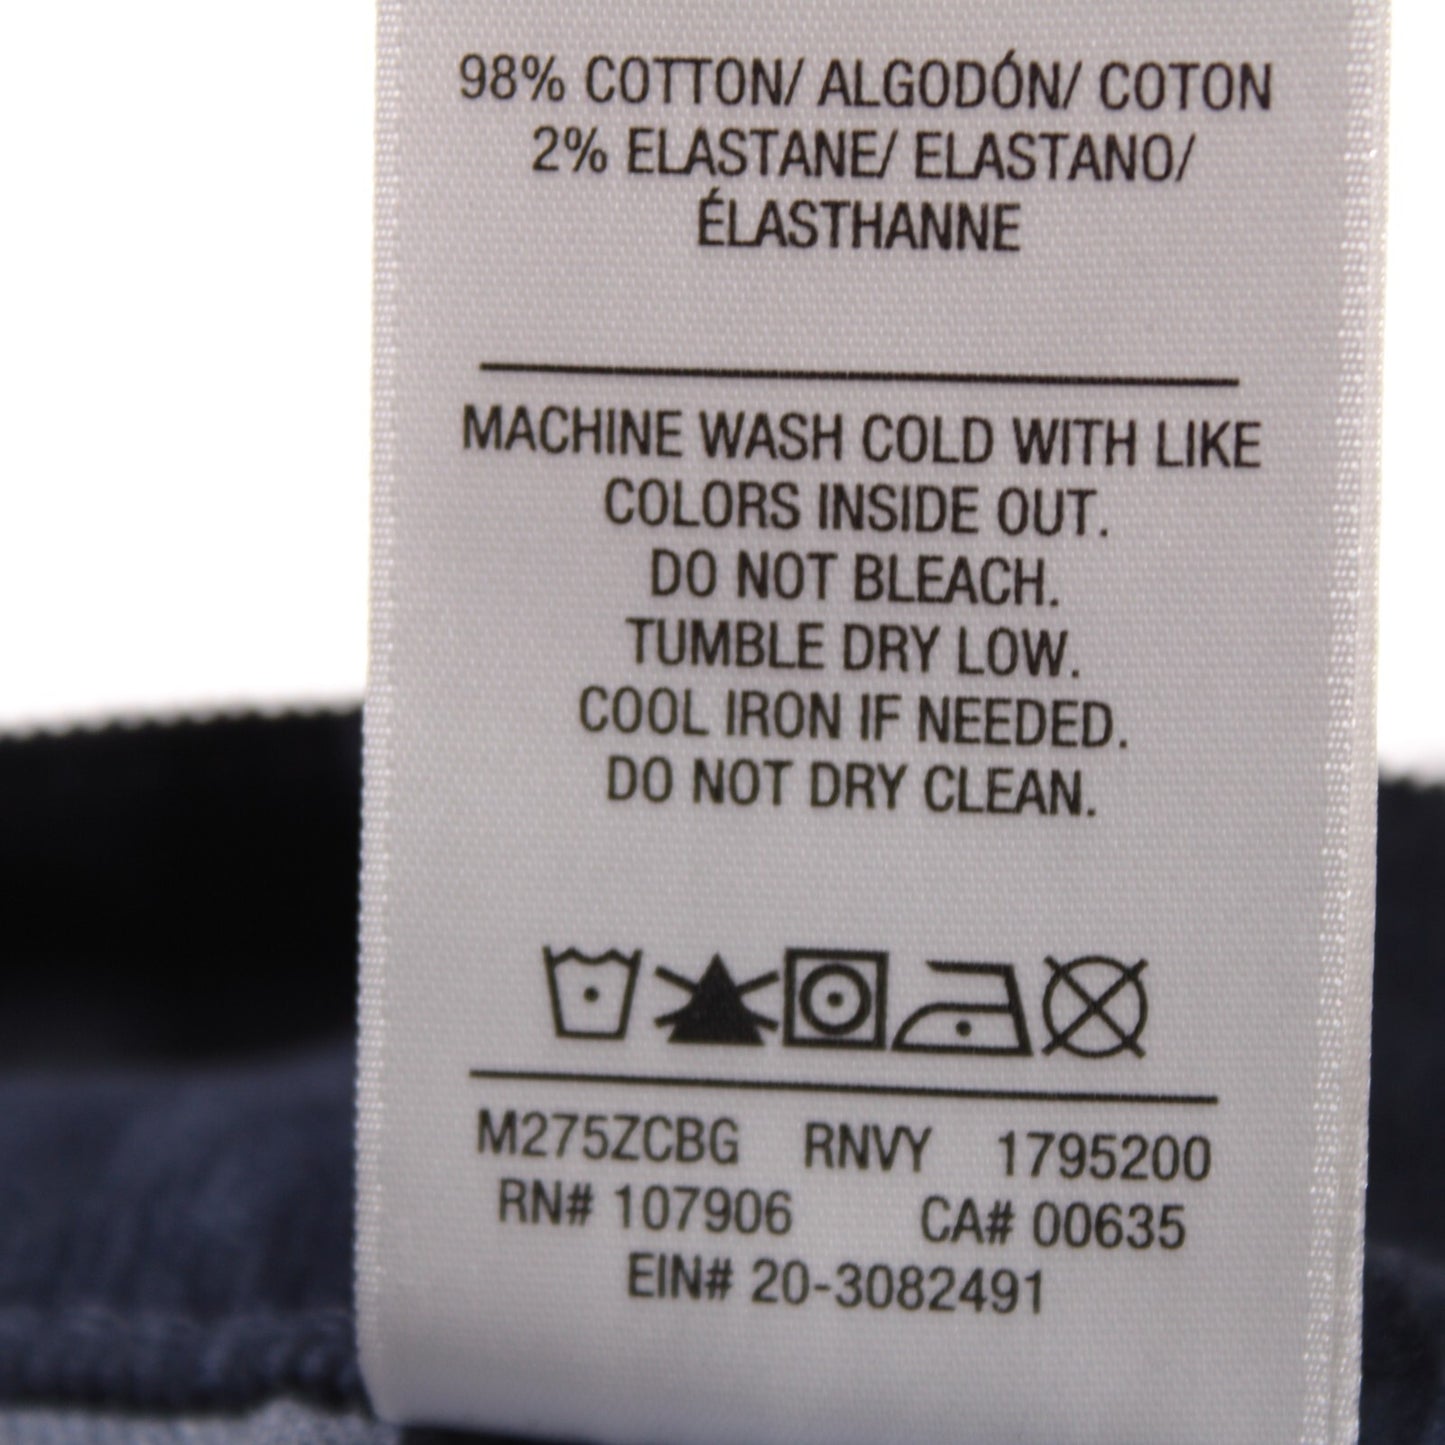 98% COTTON/ ALGODÓN/ COTON
2% ELASTANE/ ELASTANO/
ÉLASTHANNE
MACHINE WASH COLD WITH LIKE
COLORS INSIDE OUT.
DO NOT BLEACH.
TUMBLE DRY LOW.
COOL IRON IF NEEDED.
DO NOT DRY CLEAN.
M275ZCBG RNVY 1795200
RN# 107906 CA# 00635
EIN# 20-3082491